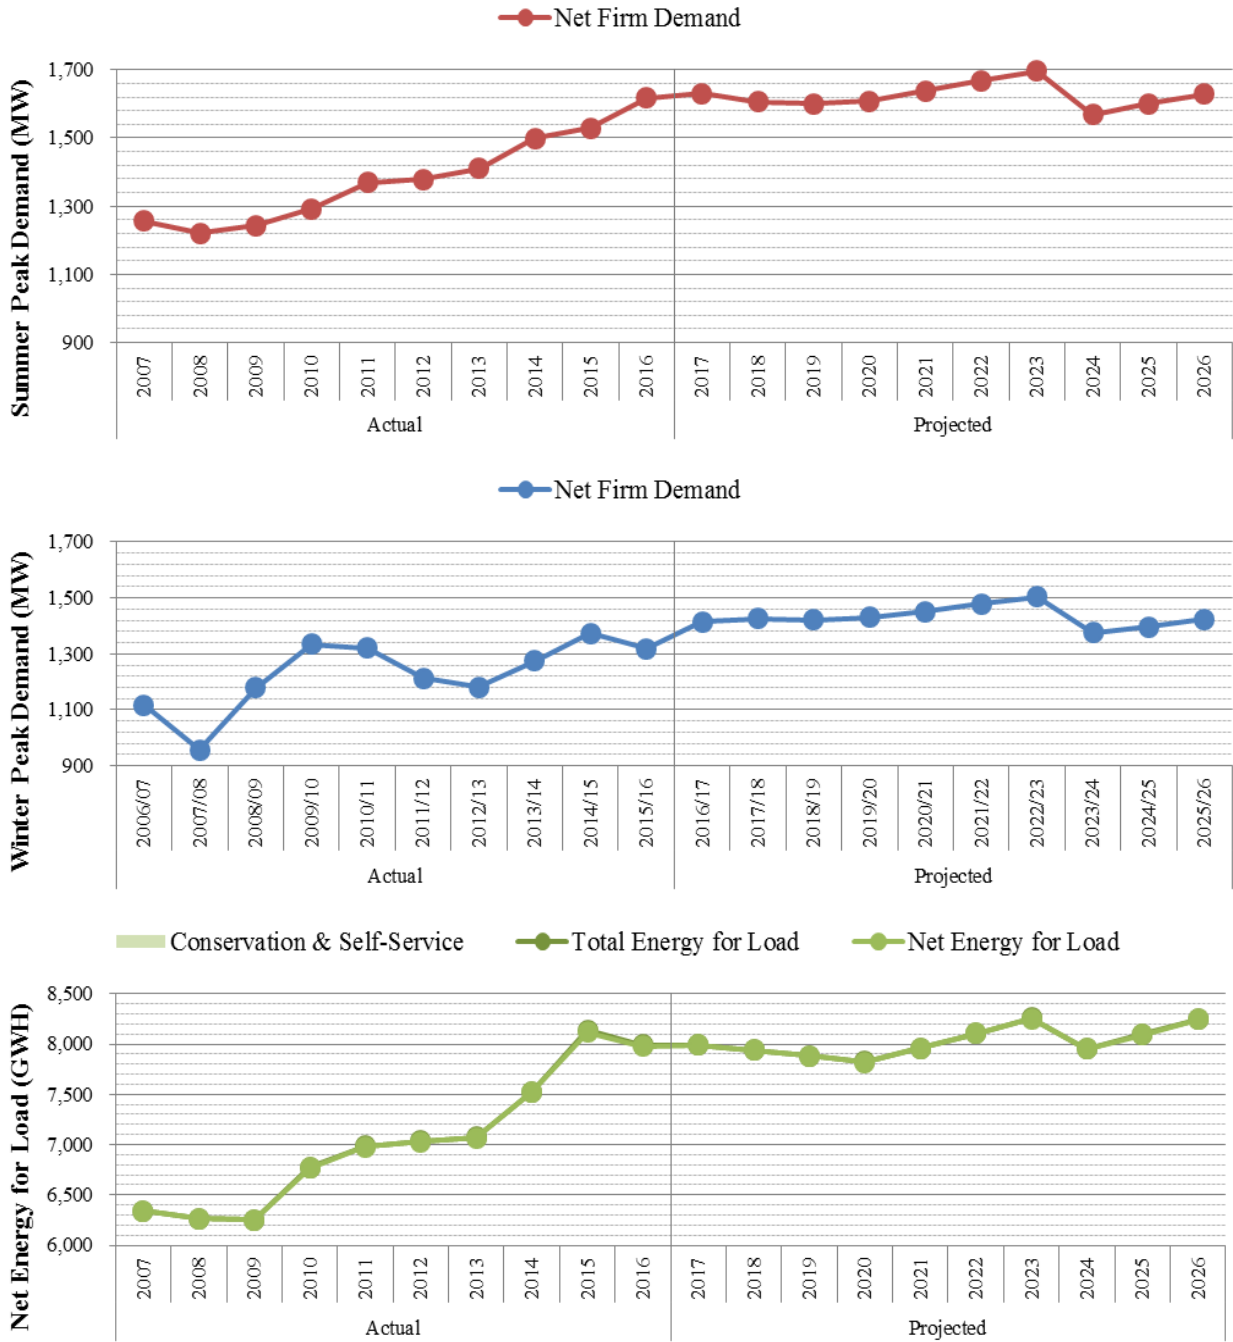 Net Firm Demand
Summer Peak Demand (MW)
1,700
1,500
1,300
1,100
900
2007 2008 2009 2010 2011 2012 2013 2014 2015 2016 2017 2018 2019 2020 2021 2022 2023 2024 2025 2026
Actual Projected
Net Firm Demand
Winter Peak Demand (MW)
1,700
1,500
1,300
1,100
900
2006/07 2007/08 2008/09 2009/10 2010/11 2011/12 2012/13 2013/14 2014/15 2015/16 2016/17 2017/18 2018/19 2019/20 2020/21 2021/22 2022/23 2023/24 2024/25 2025/26
Actual Projected
Conservation & Self-Service Total Energy for Load Net Energy for Load
Net Energy for Load (GWH)
8,500
8,000
7,500
7,000
6,500
6,000
2007 2008 2009 2010 2011 2012 2013 2014 2015 2016 2017 2018 2019 2020 2021 2022 2023 2024 2025 2026
Actual Projected